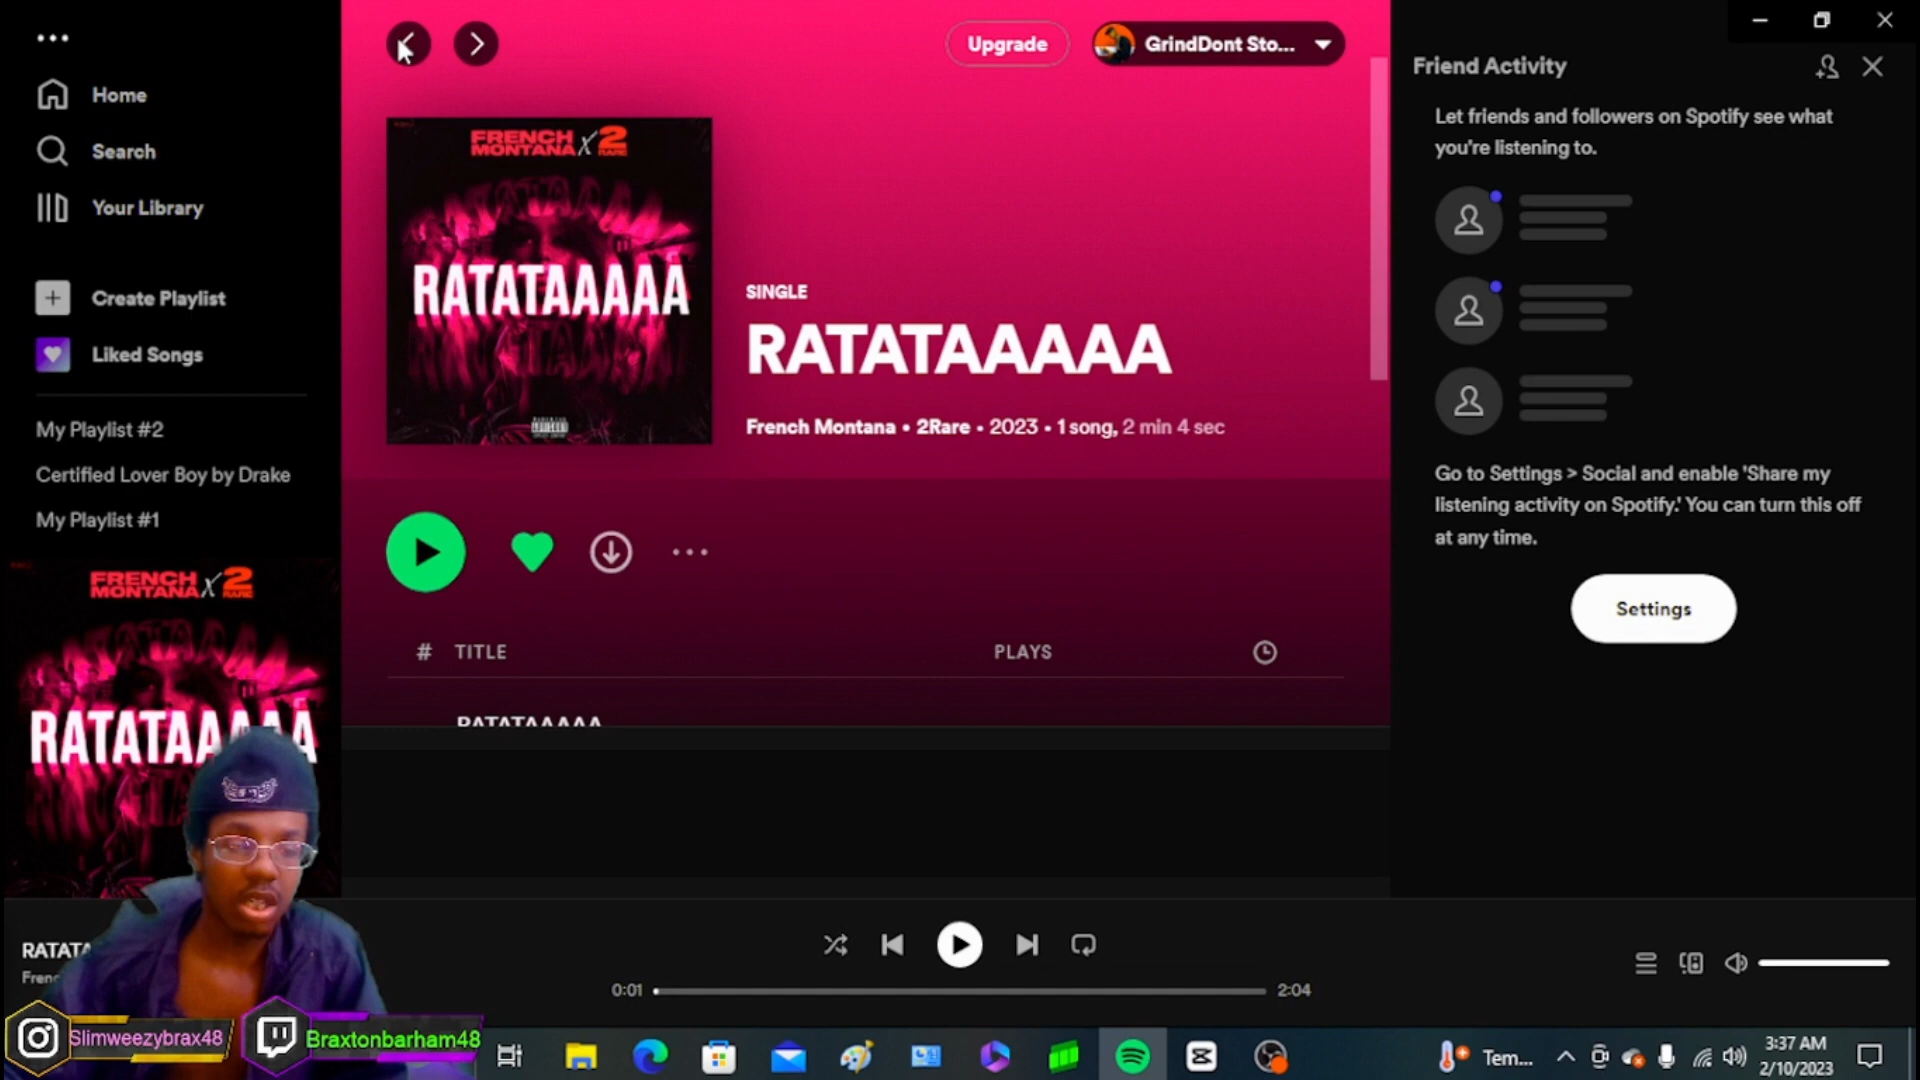 Home
Search
Your Library
Create Playlist
Liked Songs
My Playlist #2
Certified Lover Boy by Drake
My Playlist #1
FRENCH MONTANA X 2 RARE
RATATAAAAA
RATATA
Upgrade
GrindDont Sto...
FRENCH MONTANA X 2 RARE
RATATAAAAA
SINGLE
RATATAAAAA
French Montana • 2Rare • 2023 • 1 song, 2 min 4 sec
# TITLE PLAYS
RATATAAAAA
Friend Activity
Let friends and followers on Spotify see what
you're listening to.
Go to Settings > Social and enable 'Share my
listening activity on Spotify.' You can turn this off
at any time.
Settings
0:01
2:04
Slimweezybrax48
Braxtonbarham48
Tem...
3:37 AM
2/10/2023